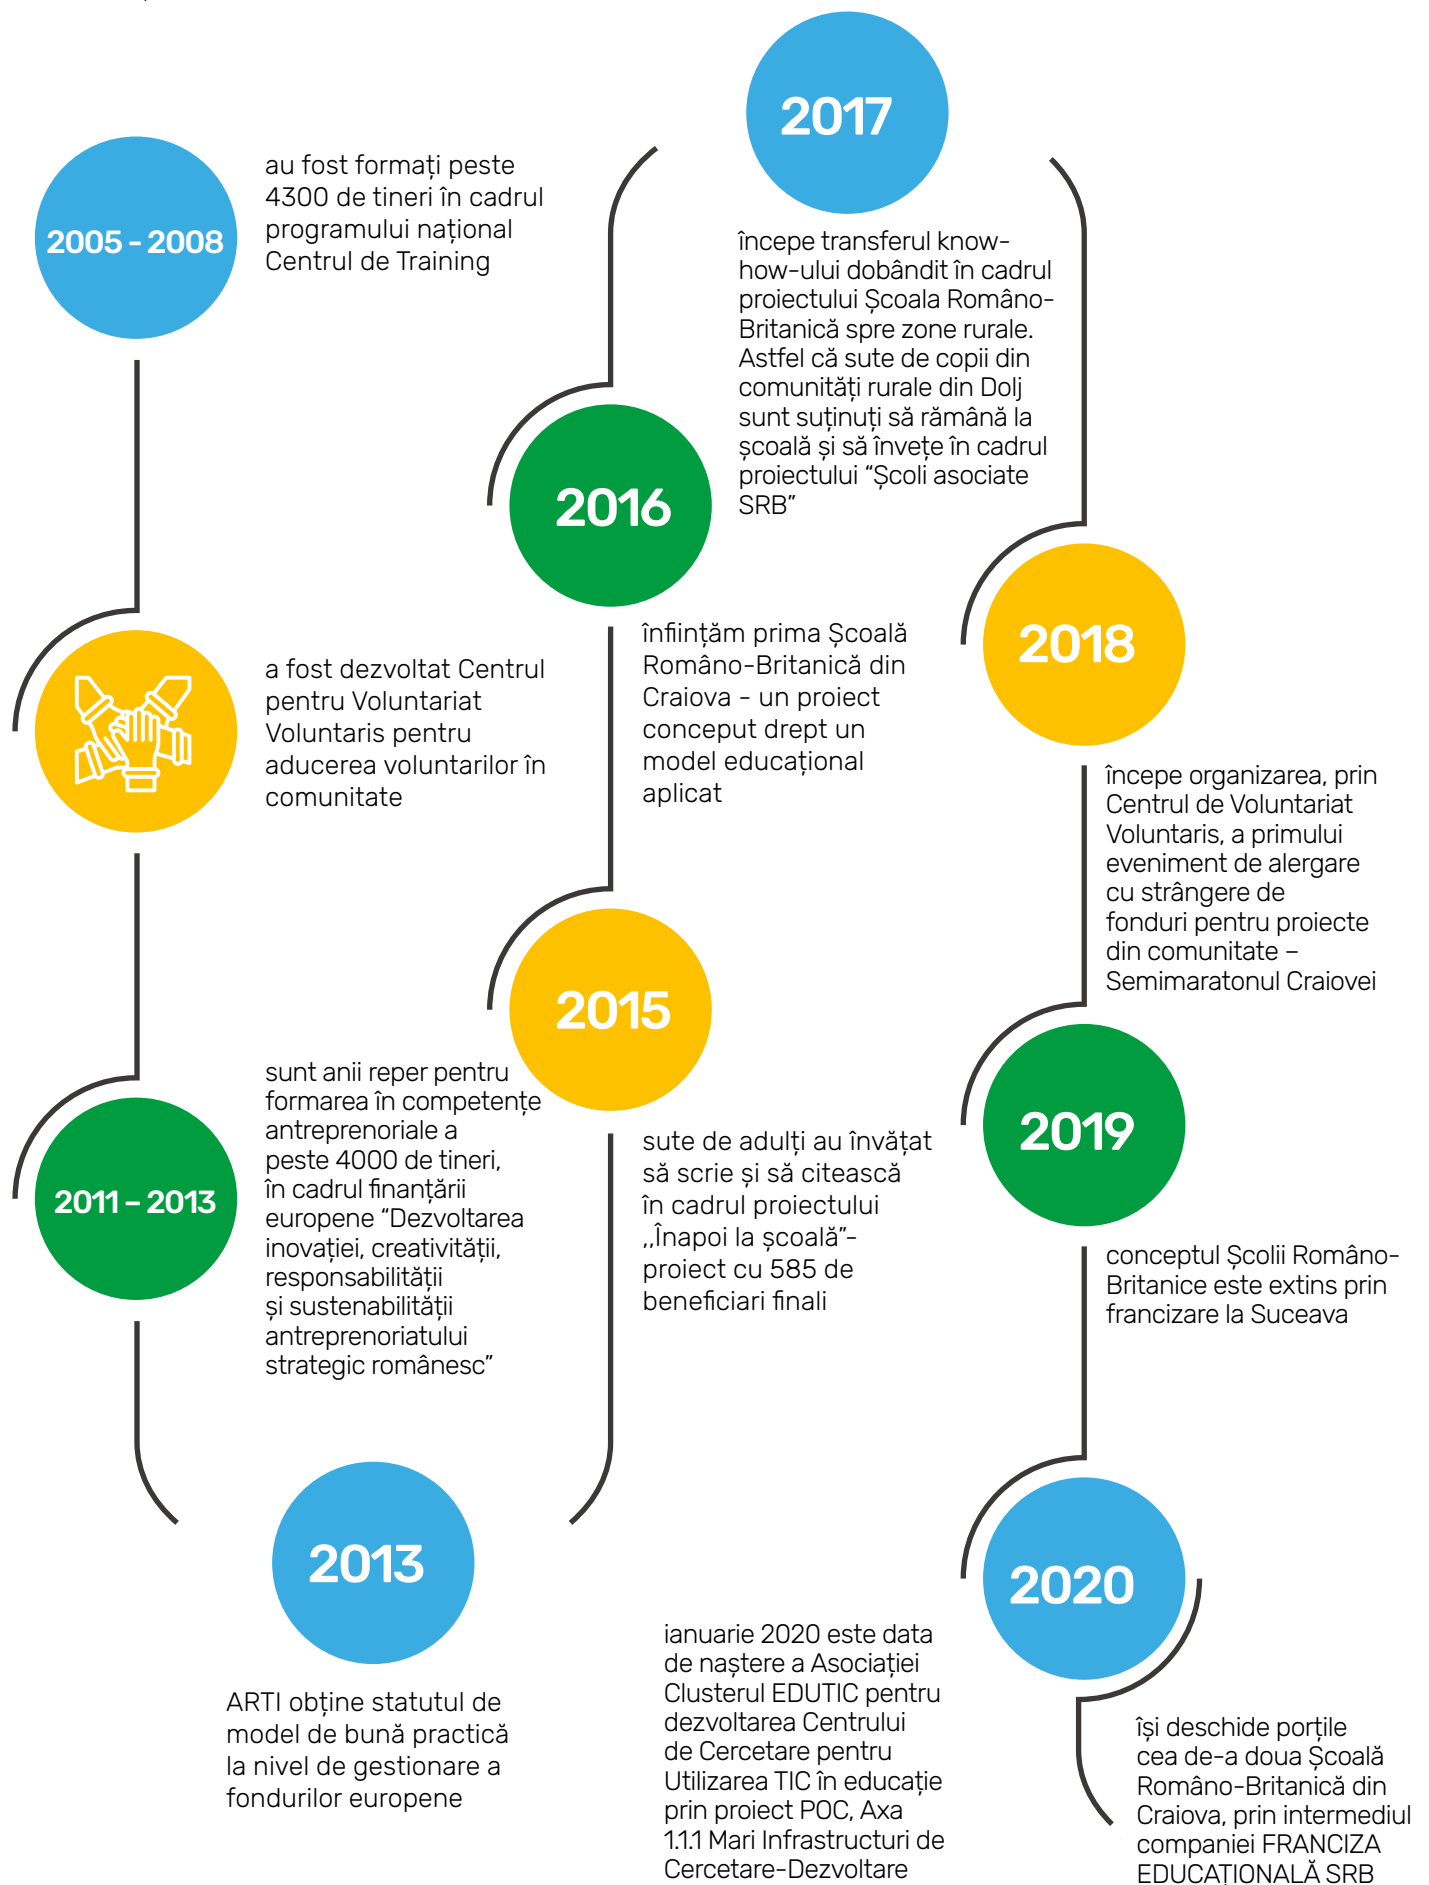 2005 - 2008
au fost formați peste
4300 de tineri în cadrul
programului național
Centrul de Training
a fost dezvoltat Centrul
pentru Voluntariat
Voluntaris pentru
aducerea voluntarilor în
comunitate
2011 – 2013
sunt anii reper pentru
formarea în competențe
antreprenoriale a
peste 4000 de tineri,
în cadrul finanțării
europene “Dezvoltarea
inovației, creativității,
responsabilității
și sustenabilității
antreprenoriatului
strategic românesc”
2013
ARTI obține statutul de
model de bună practică
la nivel de gestionare a
fondurilor europene
2015
sute de adulți au învățat
să scrie și să citească
în cadrul proiectului
,,Înapoi la școală”-
proiect cu 585 de
beneficiari finali
2016
înființăm prima Școală
Româno-Britanică din
Craiova - un proiect
conceput drept un
model educațional
aplicat
2017
începe transferul know-
how-ului dobândit în cadrul
proiectului Școala Româno-
Britanică spre zone rurale.
Astfel că sute de copii din
comunități rurale din Dolj
sunt suținuți să rămână la
școală și să învețe în cadrul
proiectului “Școli asociate
SRB”
2018
începe organizarea, prin
Centrul de Voluntariat
Voluntaris, a primului
eveniment de alergare
cu strângere de
fonduri pentru proiecte
din comunitate –
Semimaratonul Craiovei
2019
conceptul Școlii Româno-
Britanice este extins prin
francizare la Suceava
2020
ianuarie 2020 este data
de naștere a Asociației
Clusterul EDUTIC pentru
dezvoltarea Centrului
de Cercetare pentru
Utilizarea TIC în educație
prin proiect POC, Axa
1.1.1 Mari Infrastructuri de
Cercetare-Dezvoltare
își deschide porțile
cea de-a doua Școală
Româno-Britanică din
Craiova, prin intermediul
companiei FRANCIZA
EDUCAȚIONALĂ SRB